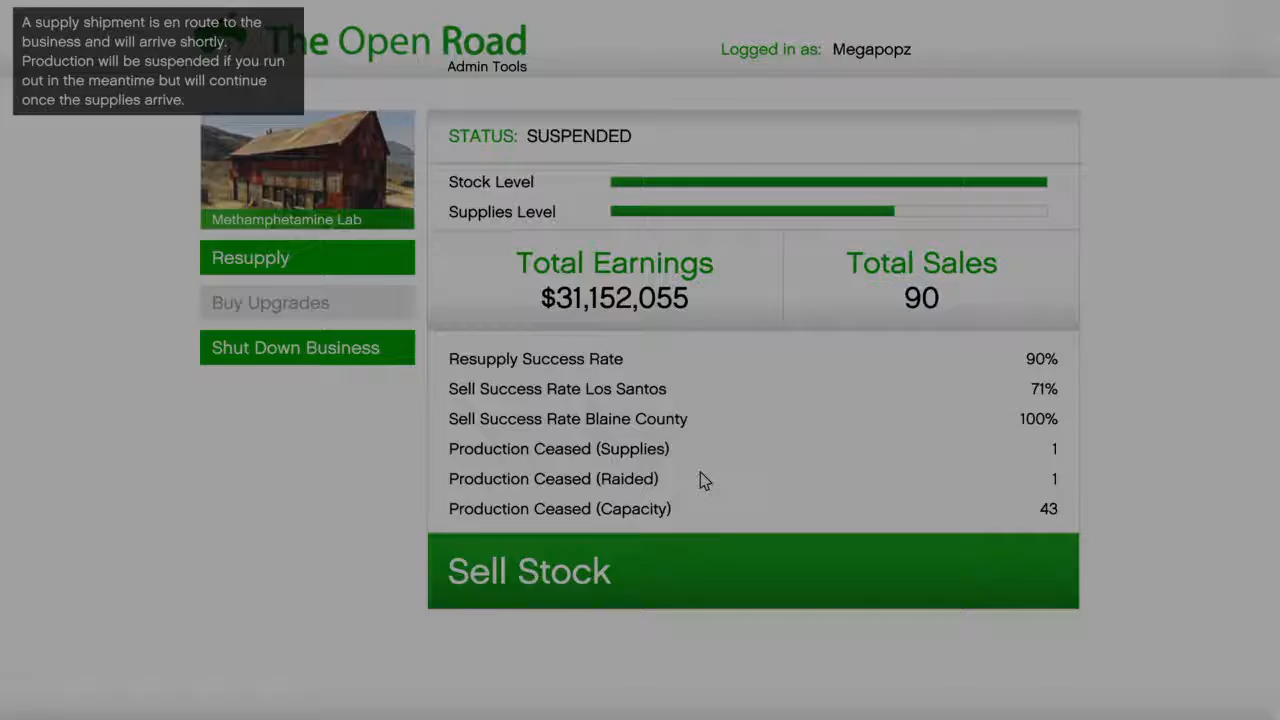 A supply shipment is en route to the
business and will arrive shortly.
Production will be suspended if you run
out in the meantime but will continue
once the supplies arrive.
The Open Road
Admin Tools
Logged in as: Megapopz
Methamphetamine Lab
Resupply
Buy Upgrades
Shut Down Business
STATUS: SUSPENDED
Stock Level
Supplies Level
Total Earnings
$31,152,055
Total Sales
90
Resupply Success Rate 90%
Sell Success Rate Los Santos 71%
Sell Success Rate Blaine County 100%
Production Ceased (Supplies) 1
Production Ceased (Raided) 1
Production Ceased (Capacity) 43
Sell Stock